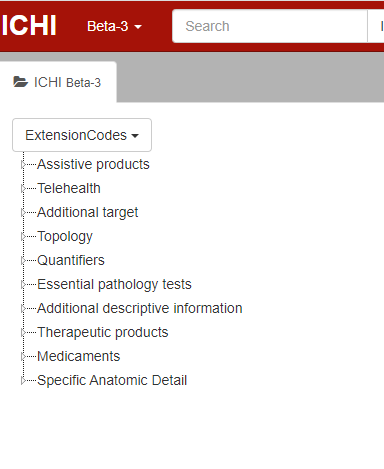 ICHI Beta-3 Search
ICHI Beta-3
ExtensionCodes
Assistive products
Telehealth
Additional target
Topology
Quantifiers
Essential pathology tests
Additional descriptive information
Therapeutic products
Medicaments
Specific Anatomic Detail